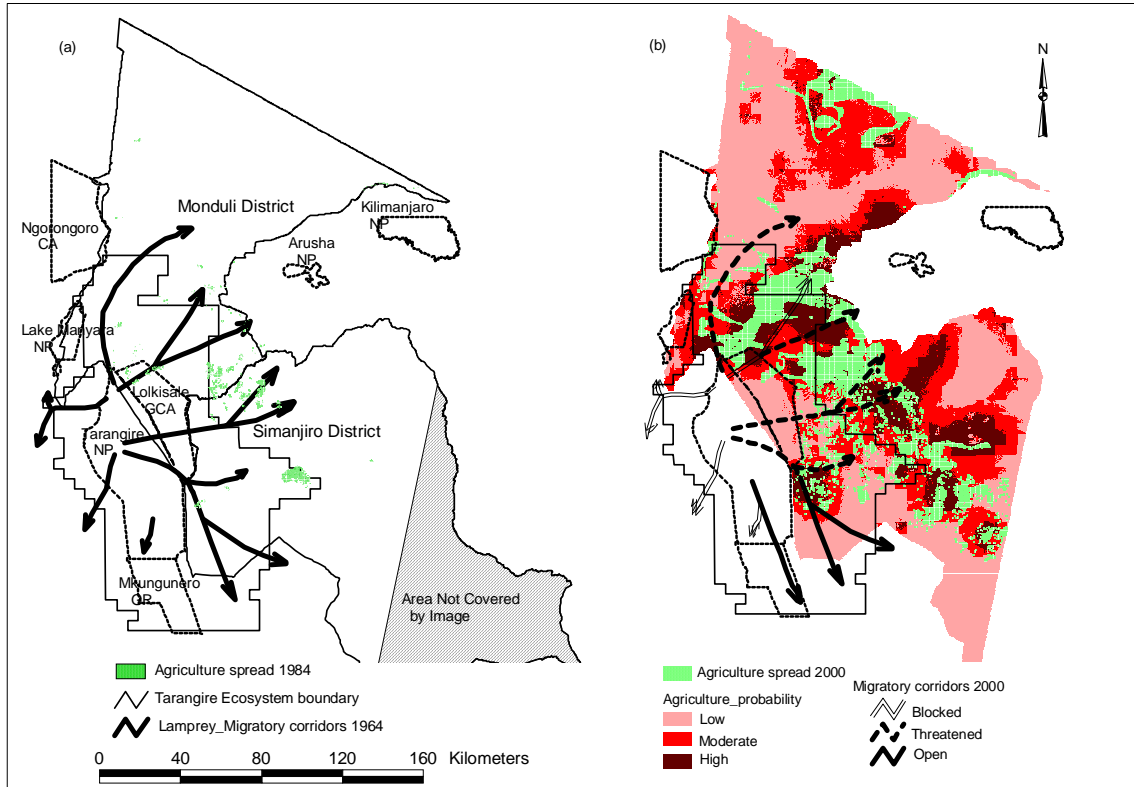 (a)
Monduli District
Ngorongoro
CA
Kilimanjaro
NP
Arusha
NP
Lake Manyara
NP
Lolkisale
GCA
Tarangire
NP
Simanjiro District
Mkungunero
GR
Area Not Covered
by Image
Agriculture spread 1984
Tarangire Ecosystem boundary
Lamprey_Migratory corridors 1964
0 40 80 120 160 Kilometers
(b)
N
Agriculture spread 2000
Agriculture_probability
Low
Moderate
High
Migratory corridors 2000
Blocked
Threatened
Open